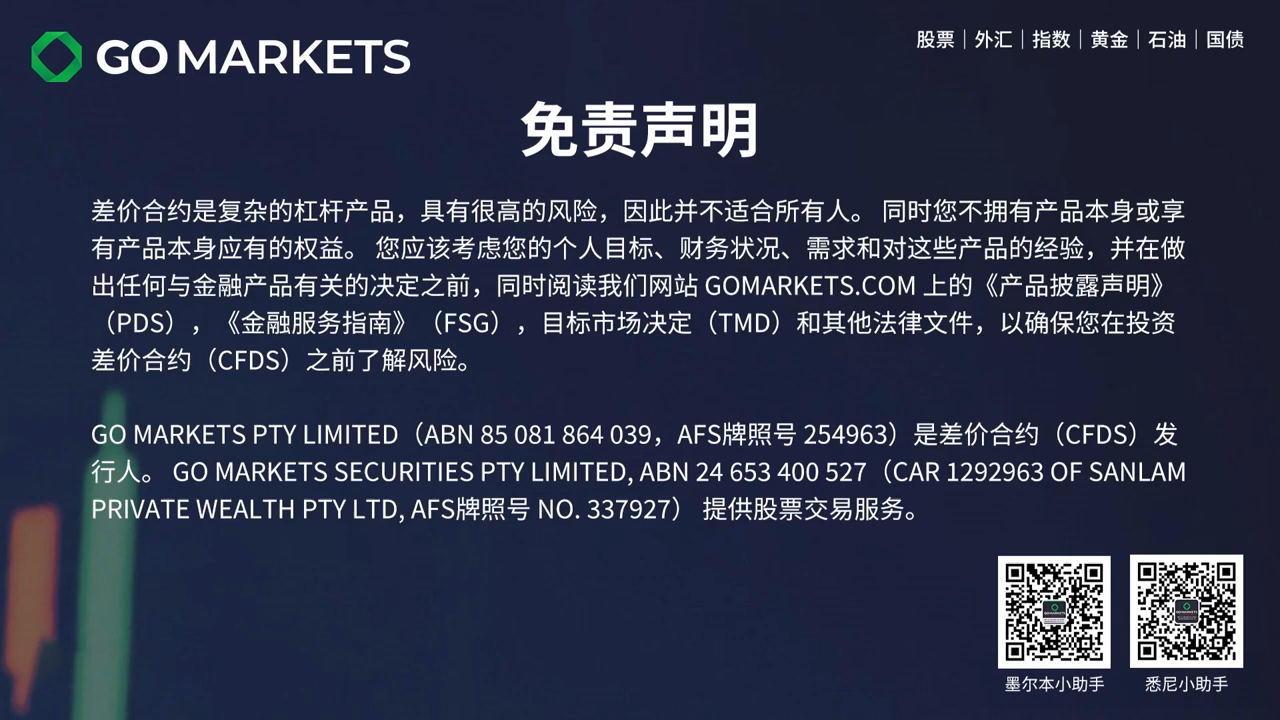 GO MARKETS
股票｜外汇｜指数｜黄金｜石油｜国债
免责声明
差价合约是复杂的杠杆产品，具有很高的风险，因此并不适合所有人。 同时您不拥有产品本身或享
有产品本身应有的权益。 您应该考虑您的个人目标、财务状况、需求和对这些产品的经验，并在做
出任何与金融产品有关的决定之前，同时阅读我们网站 GOMARKETS.COM 上的《产品披露声明》
（PDS），《金融服务指南》（FSG），目标市场决定（TMD）和其他法律文件，以确保您在投资
差价合约（CFDS）之前了解风险。
GO MARKETS PTY LIMITED（ABN 85 081 864 039，AFS牌照号 254963）是差价合约（CFDS）发
行人。 GO MARKETS SECURITIES PTY LIMITED, ABN 24 653 400 527（CAR 1292963 OF SANLAM
PRIVATE WEALTH PTY LTD, AFS牌照号 NO. 337927） 提供股票交易服务。
墨尔本小助手
悉尼小助手